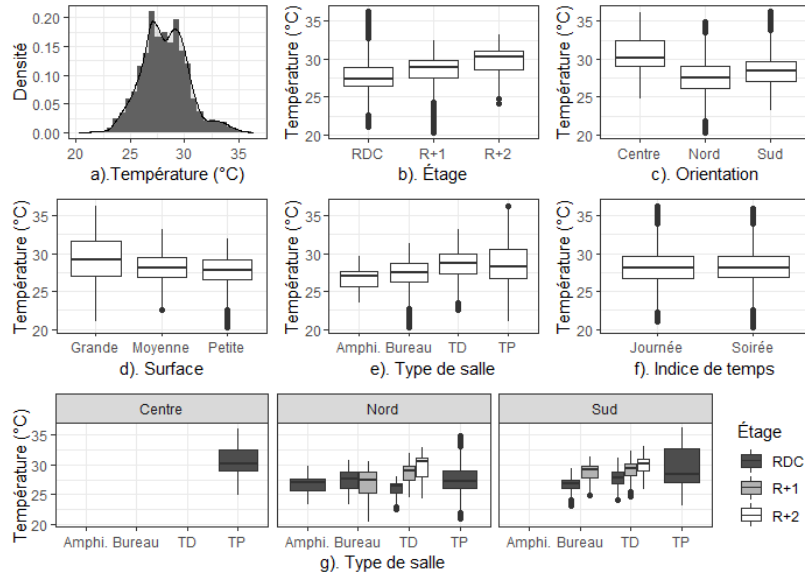 Densité
0.20
0.15
0.10
0.05
0.00
20 25 30 35
a).Température (°C)
Température (°C)
35
30
25
20
RDC R+1 R+2
b). Étage
Température (°C)
35
30
25
20
Centre Nord Sud
c). Orientation
Température (°C)
35
30
25
20
Grande Moyenne Petite
d). Surface
Température (°C)
35
30
25
20
Amphi. Bureau TD TP
e). Type de salle
Température (°C)
35
30
25
20
Journée Soirée
f). Indice de temps
Température (°C)
35
30
25
20
Centre Nord Sud
Amphi. Bureau TD TP Amphi. Bureau TD TP Amphi. Bureau TD TP
g). Type de salle
Étage
RDC
R+1
R+2